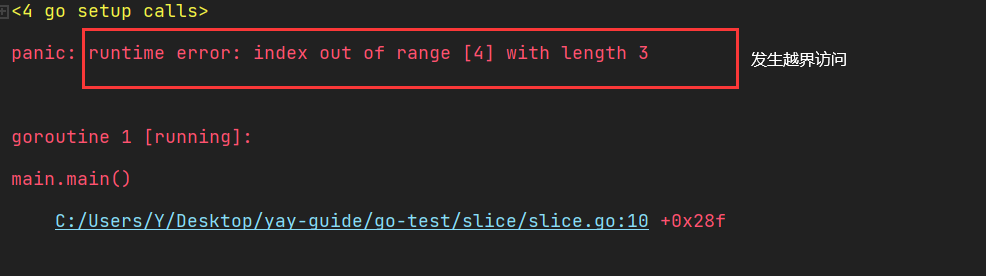 <4 go setup calls>
panic: runtime error: index out of range [4] with length 3
发生越界访问
goroutine 1 [running]:
main.main()
C:/Users/Y/Desktop/yay-guide/go-test/slice/slice.go:10 +0x28f